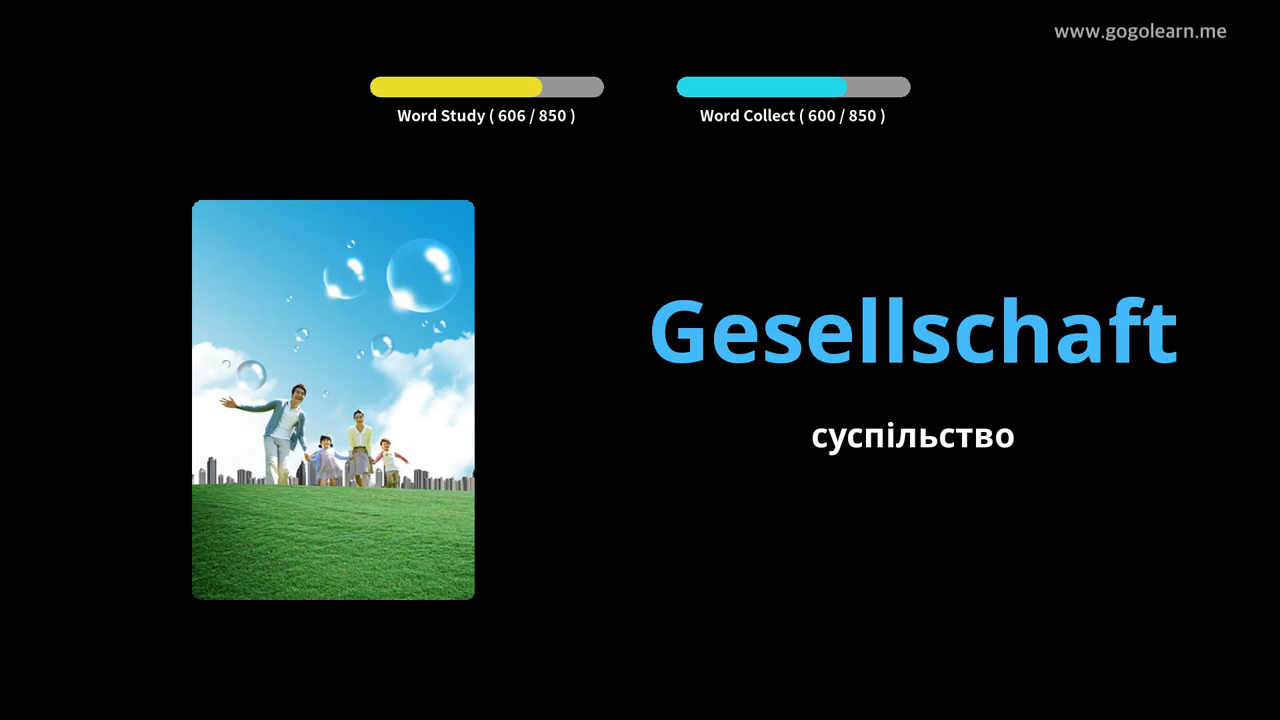 www.gogolearn.me
Word Study ( 606 / 850 )
Word Collect ( 600 / 850 )
Gesellschaft
суспільство